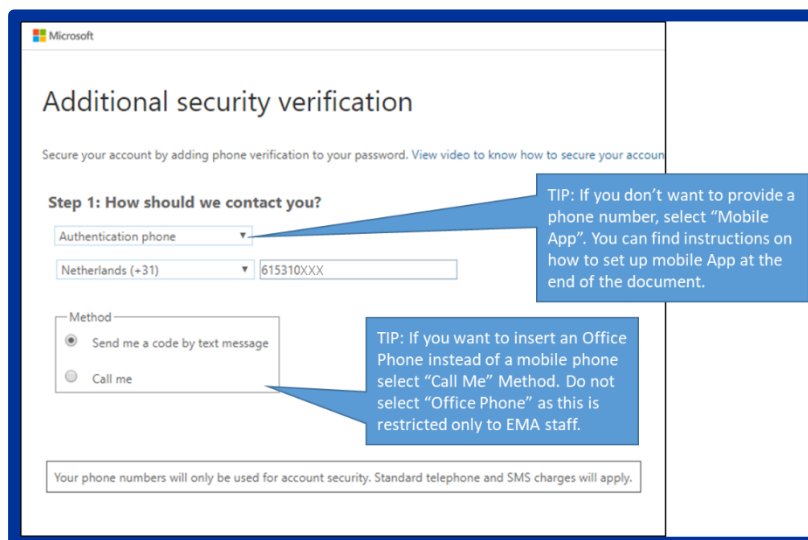 Microsoft
Additional security verification
Secure your account by adding phone verification to your password. View video to know how to secure your accoun
Step 1: How should we contact you?
Authentication phone
Netherlands (+31) 615310XXX
Method
Send me a code by text message
Call me
TIP: If you don’t want to provide a
phone number, select “Mobile
App”. You can find instructions on
how to set up mobile App at the
end of the document.
TIP: If you want to insert an Office
Phone instead of a mobile phone
select “Call Me” Method. Do not
select “Office Phone” as this is
restricted only to EMA staff.
Your phone numbers will only be used for account security. Standard telephone and SMS charges will apply.